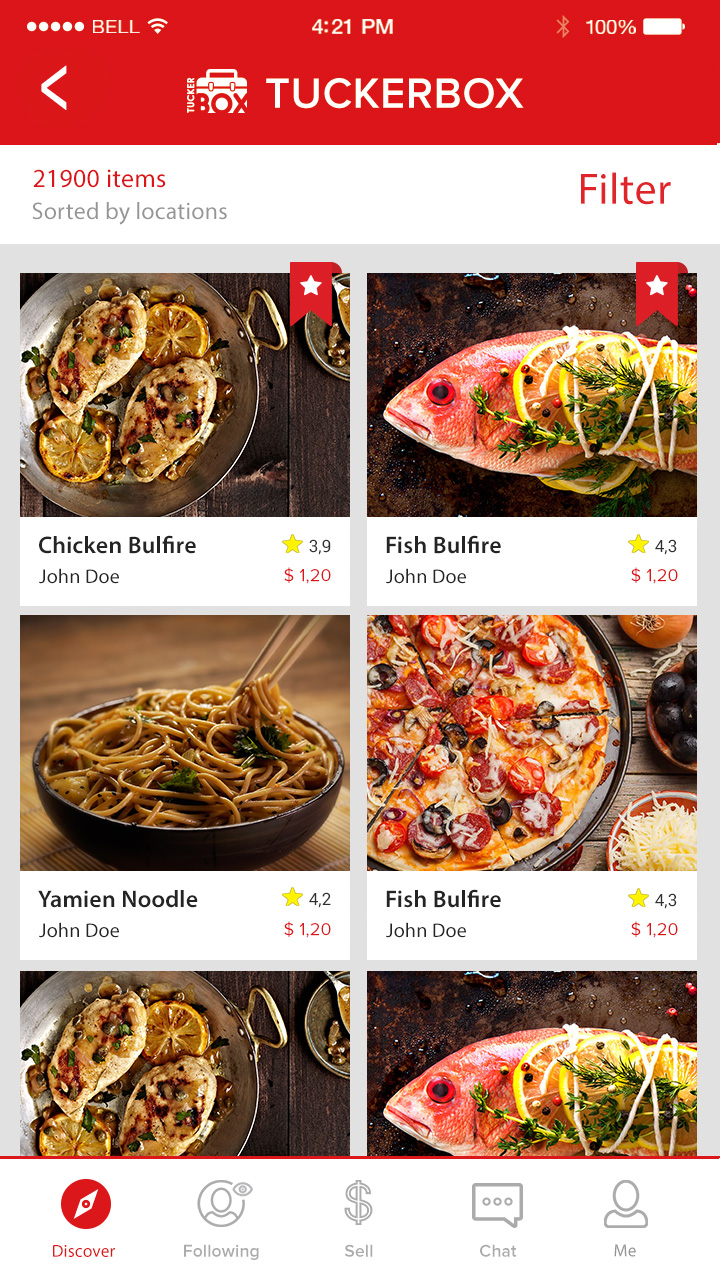 BELL 4:21 PM 100%
TUCKER BOX TUCKERBOX
21900 items
Filter
Sorted by locations
Chicken Bulfire 3,9
John Doe $ 1,20
Fish Bulfire 4,3
John Doe $ 1,20
Yamien Noodle 4,2
John Doe $ 1,20
Fish Bulfire 4,3
John Doe $ 1,20
Discover Following Sell Chat Me